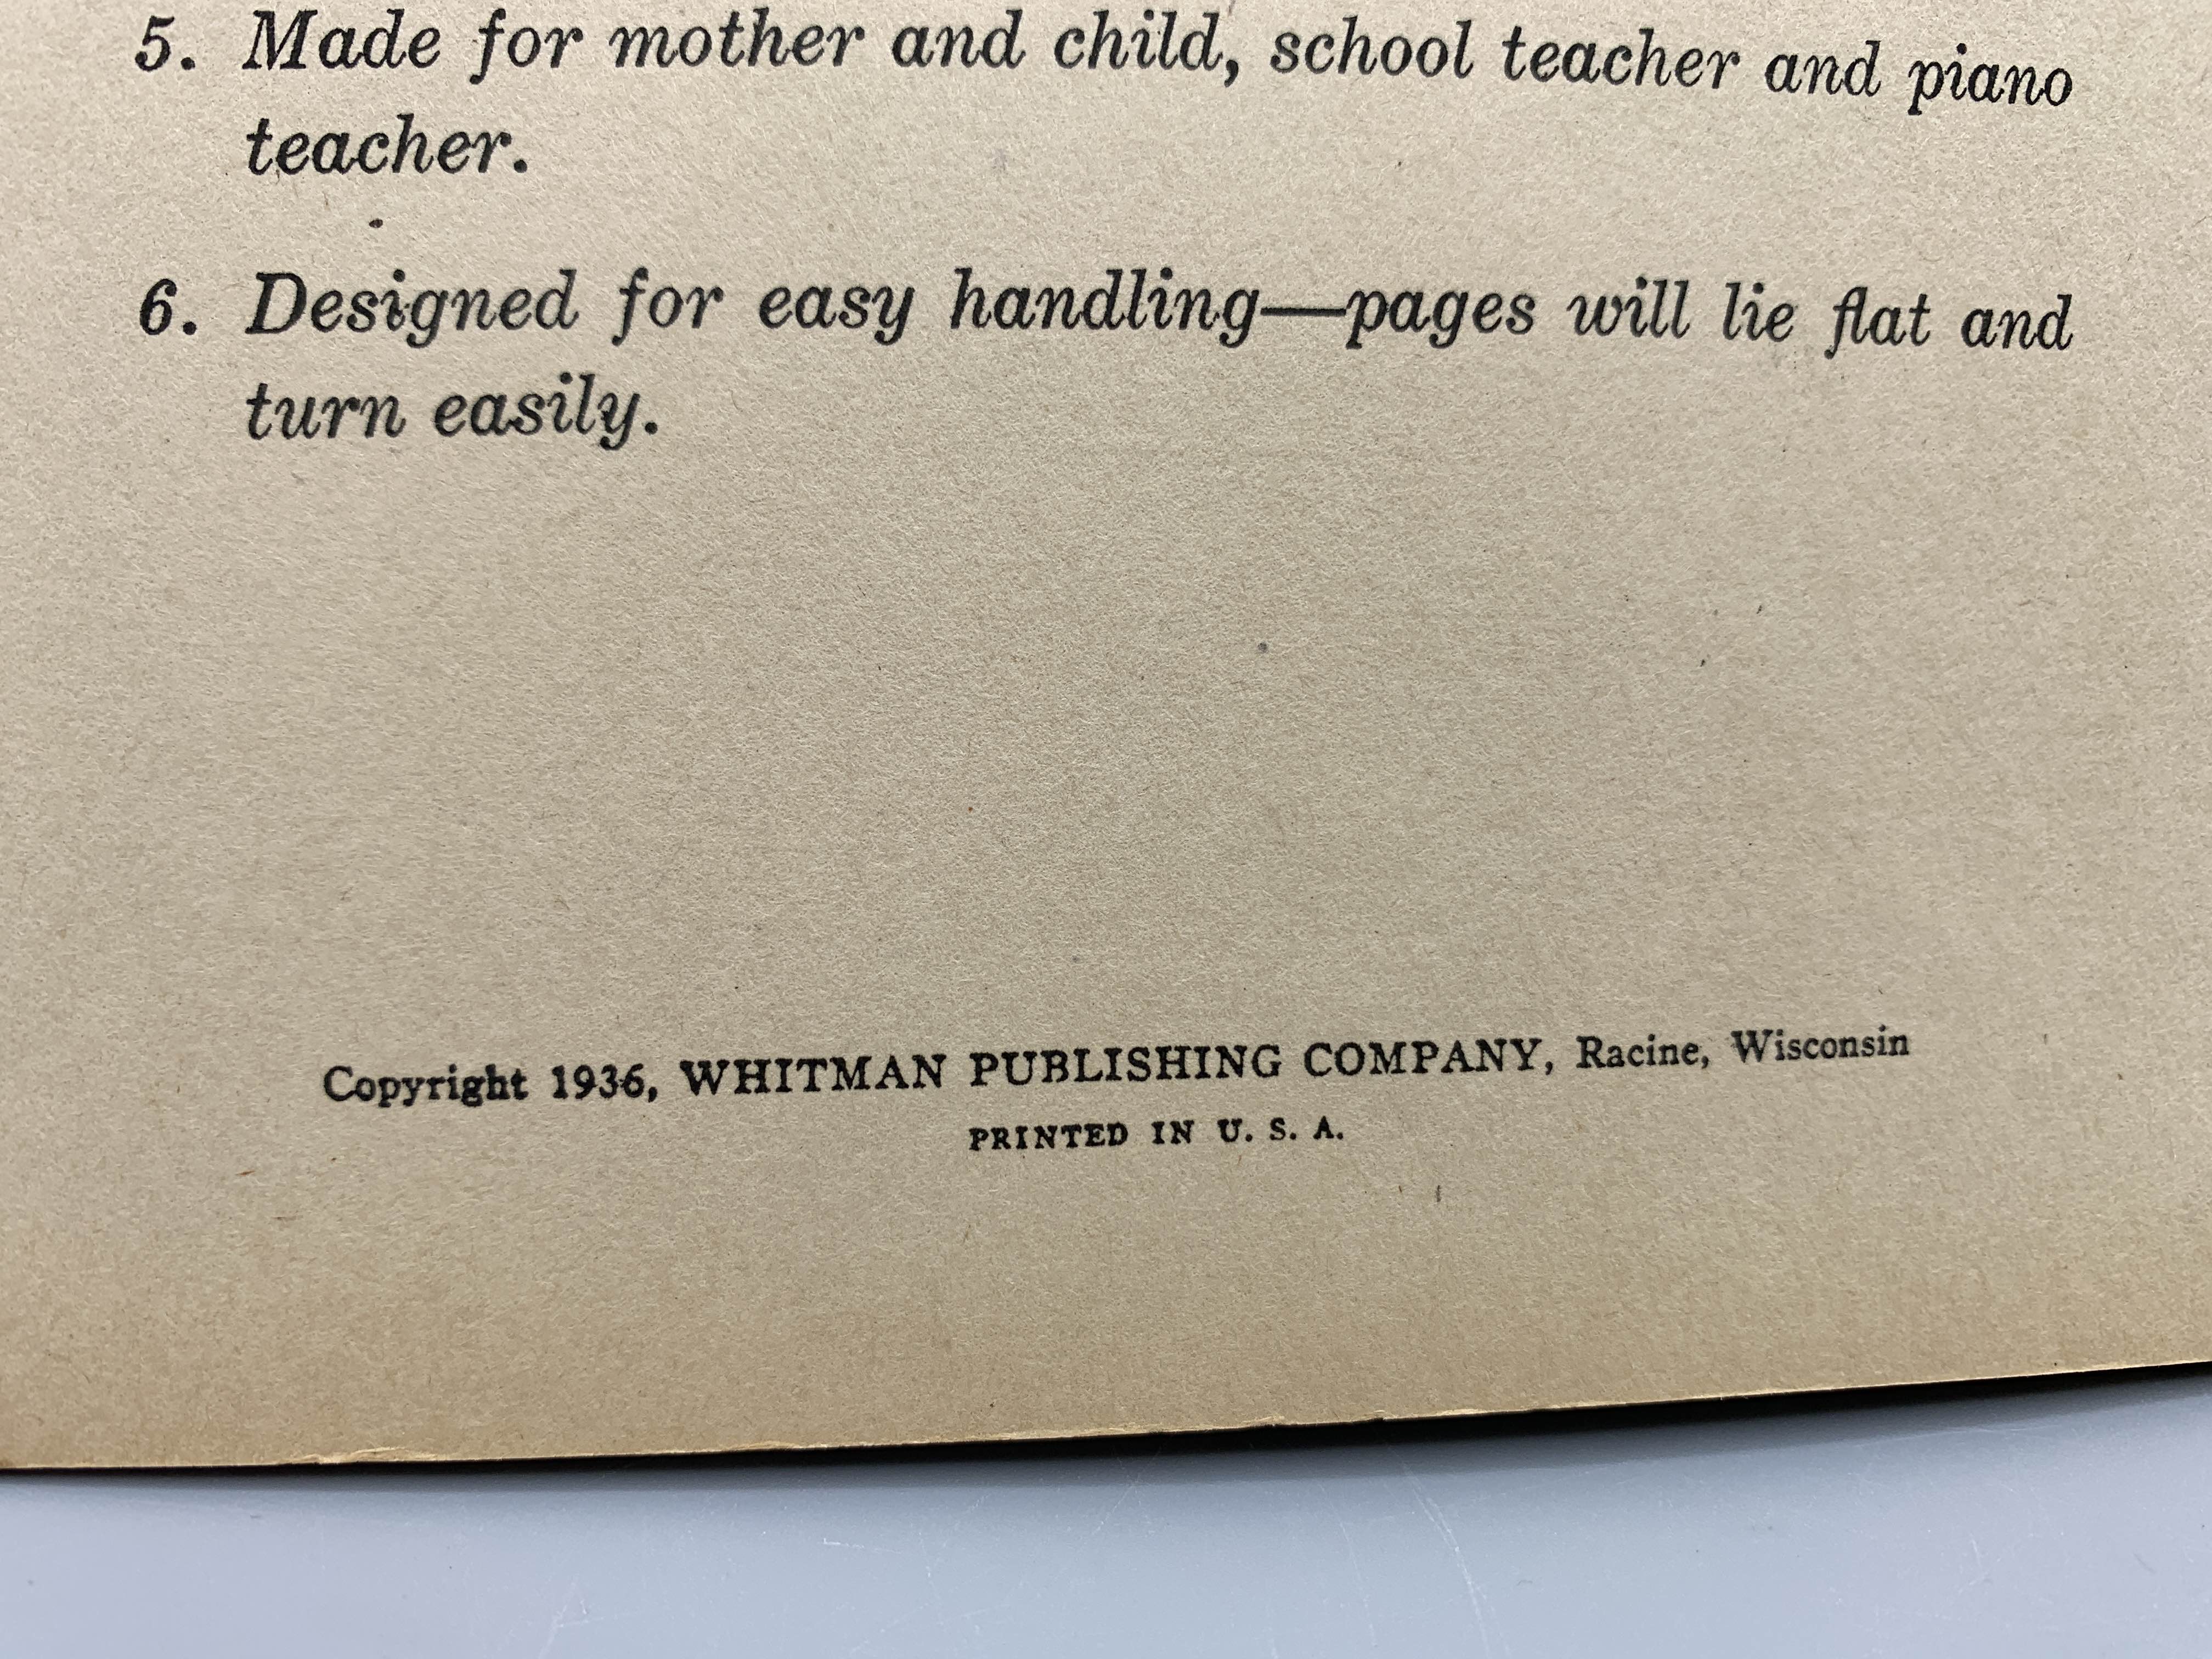 5. Made for mother and child, school teacher and piano
teacher.
6. Designed for easy handling—pages will lie flat and
turn easily.
Copyright 1936, WHITMAN PUBLISHING COMPANY, Racine, Wisconsin
PRINTED IN U. S. A.